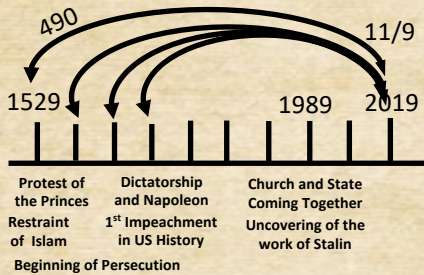 490
11/9
1529
1989
2019
Protest of
the Princes
Restraint
of Islam
Beginning of Persecution
Dictatorship
and Napoleon
1st Impeachment
in US History
Church and State
Coming Together
Uncovering of the
work of Stalin